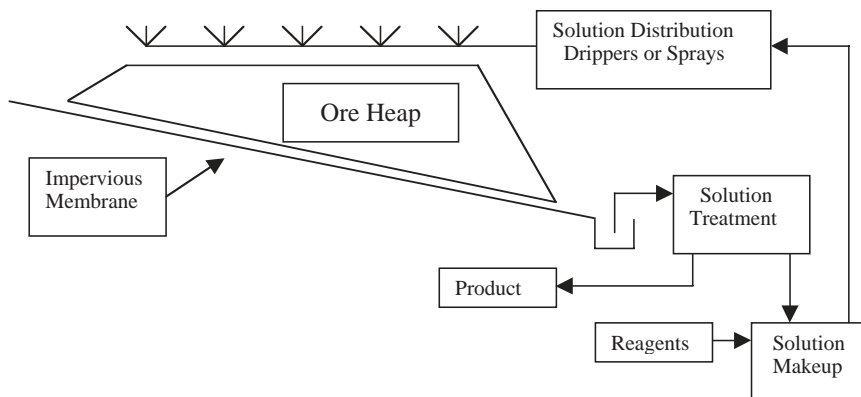 Solution Distribution
Drippers or Sprays
Ore Heap
Impervious
Membrane
Solution
Treatment
Product
Reagents
Solution
Makeup